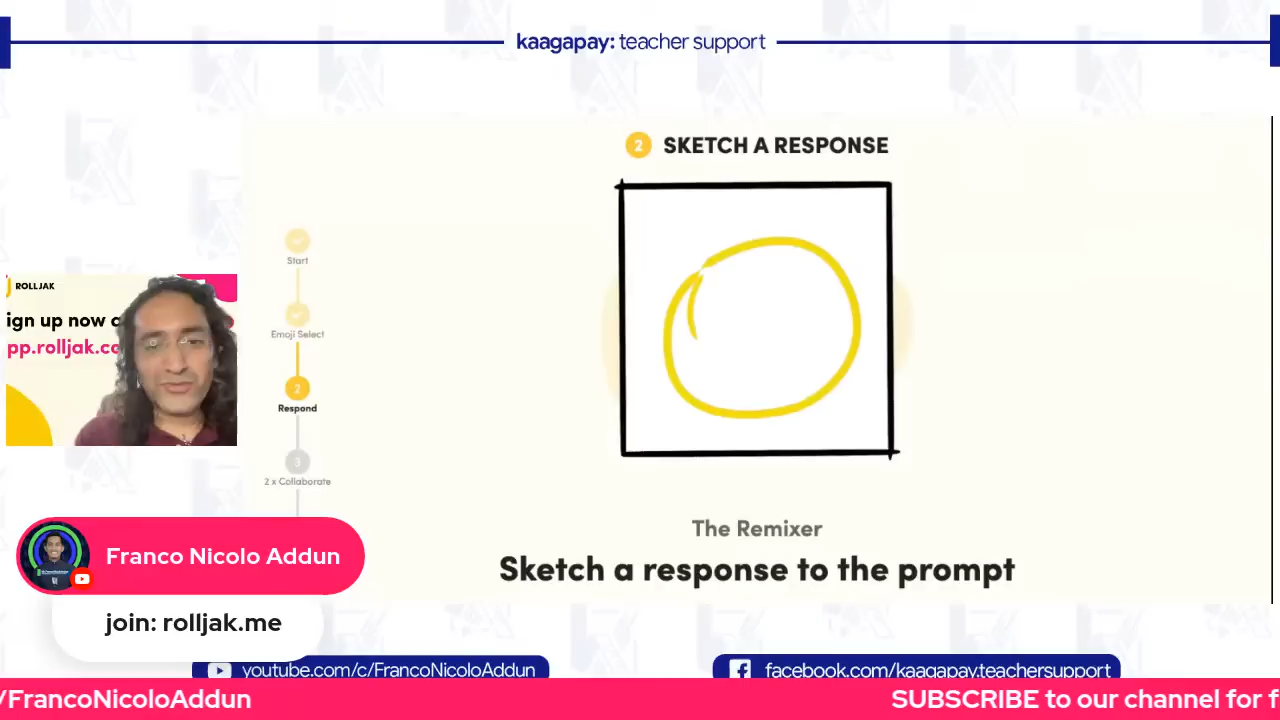 kaagapay: teacher support
2 SKETCH A RESPONSE
Start
Emoji Select
2
Respond
3
2 x Collaborate
ROLLJAK
ign up now
pp.rolljak.co
The Remixer
Sketch a response to the prompt
Franco Nicolo Addun
join: rolljak.me
youtube.com/c/FrancoNicoloAddun
facebook.com/kaagapay.teachersupport
/FrancoNicoloAddun
SUBSCRIBE to our channel for f